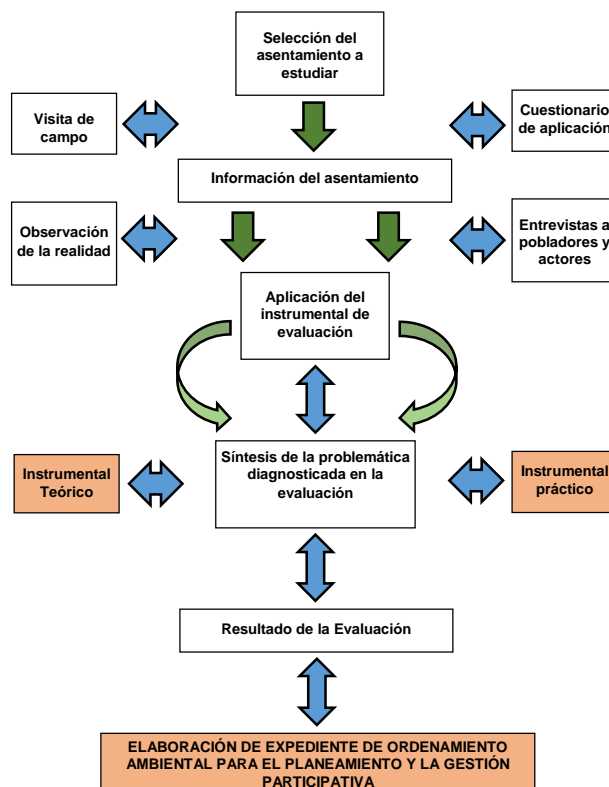 Selección del
asentamiento a
estudiar
Visita de
campo
Cuestionario
de aplicación
Información del asentamiento
Observación
de la realidad
Entrevistas a
pobladores y
actores
Aplicación del
instrumental de
evaluación
Síntesis de la problemática
diagnosticada en la
evaluación
Instrumental
Teórico
Instrumental
práctico
Resultado de la Evaluación
ELABORACIÓN DE EXPEDIENTE DE ORDENAMIENTO
AMBIENTAL PARA EL PLANEAMIENTO Y LA GESTIÓN
PARTICIPATIVA